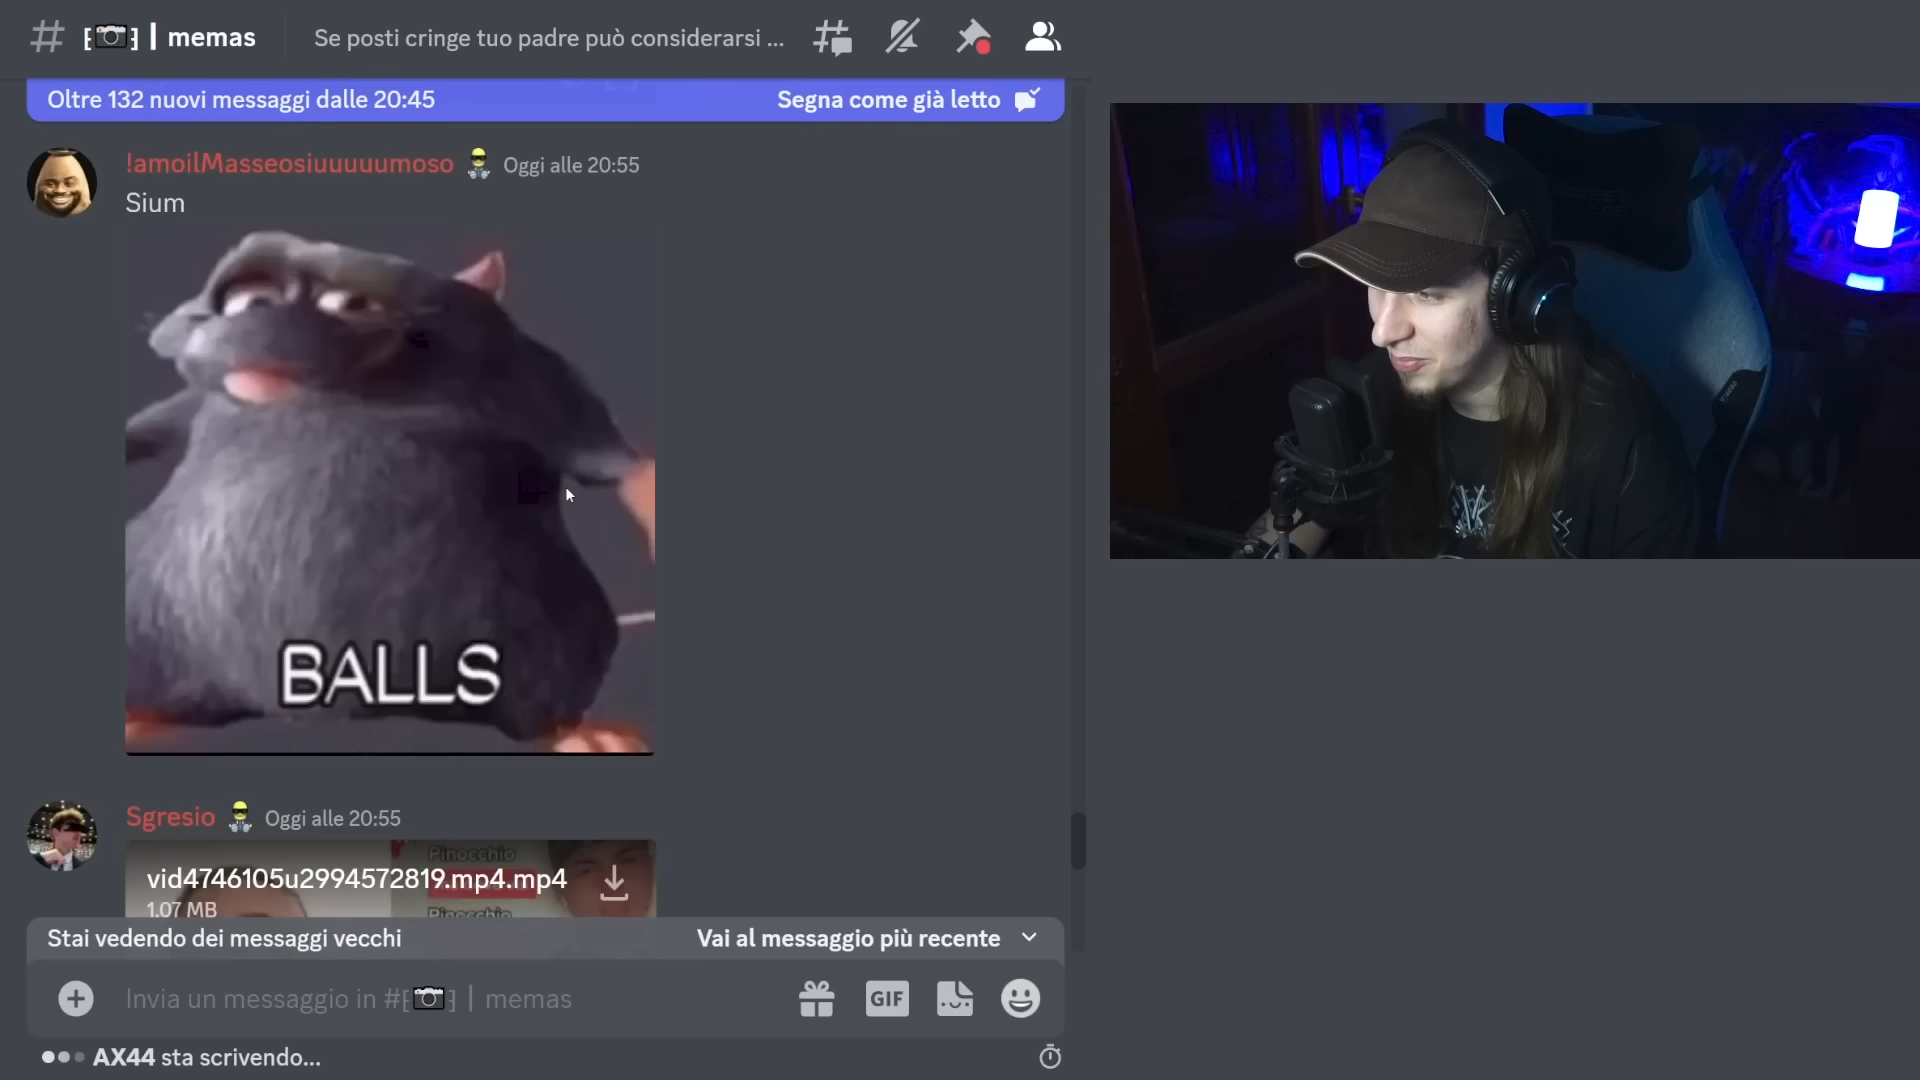 [📷] | memas
Se posti cringe tuo padre può considerarsi ...
Oltre 132 nuovi messaggi dalle 20:45
Segna come già letto
!amoilMasseosiuuuuumoso
Oggi alle 20:55
Sium
BALLS
Sgresio
Oggi alle 20:55
Pinocchio
vid4746105u2994572819.mp4.mp4
1.07 MB
Pinocchio
Stai vedendo dei messaggi vecchi
Vai al messaggio più recente
Invia un messaggio in #[📷] | memas
GIF
AX44 sta scrivendo...